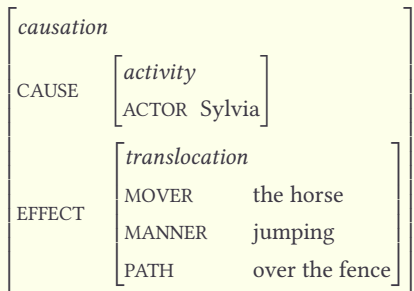 causation
CAUSE
activity
ACTOR Sylvia
EFFECT
translocation
MOVER the horse
MANNER jumping
PATH over the fence